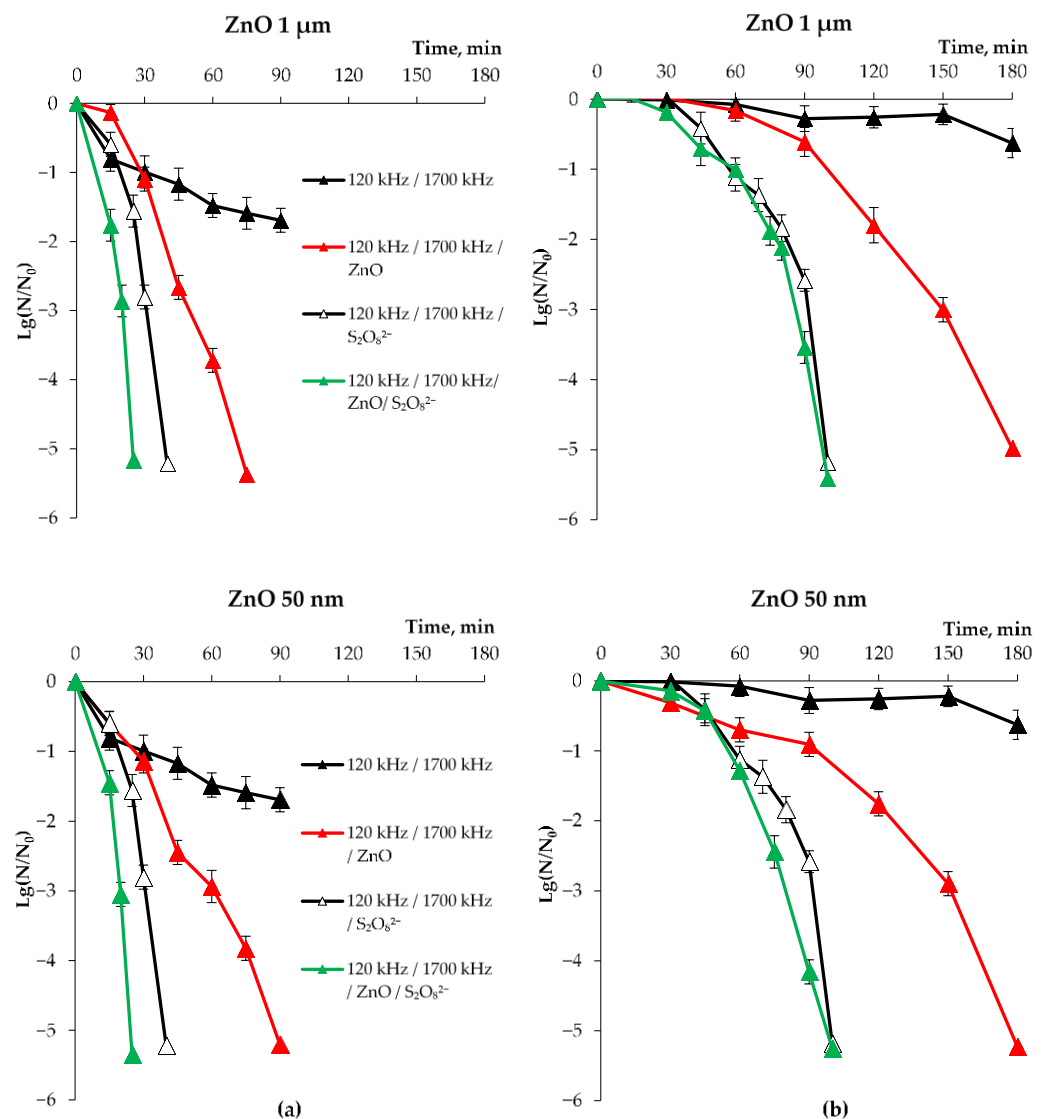 ZnO 1 µm
Time, min
0 30 60 90 120 150 180
0
−1
−2
−3
−4
−5
−6
Lg(N/N₀)
120 kHz / 1700 kHz
120 kHz / 1700 kHz /
ZnO
120 kHz / 1700 kHz /
S₂O₈²⁻
120 kHz / 1700 kHz/
ZnO/ S₂O₈²⁻
ZnO 1 µm
Time, min
0 30 60 90 120 150 180
0
−1
−2
−3
−4
−5
−6
Lg(N/N₀)
ZnO 50 nm
Time, min
0 30 60 90 120 150 180
0
−1
−2
−3
−4
−5
−6
Lg(N/N₀)
120 kHz / 1700 kHz
120 kHz / 1700 kHz
/ ZnO
120 kHz / 1700 kHz
/ S₂O₈²⁻
120 kHz / 1700 kHz
/ ZnO / S₂O₈²⁻
(a)
ZnO 50 nm
Time, min
0 30 60 90 120 150 180
0
−1
−2
−3
−4
−5
−6
Lg(N/N₀)
(b)